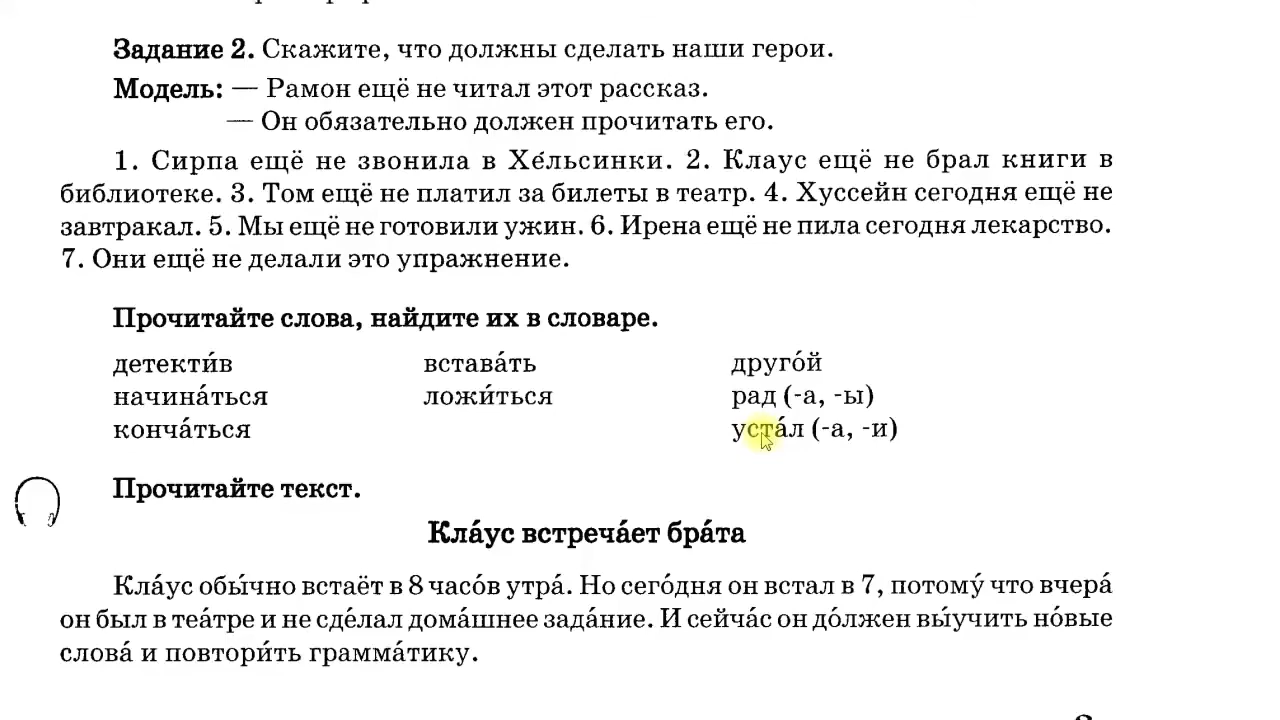 Задание 2. Скажите, что должны сделать наши герои.
Модель: — Рамон ещё не читал этот рассказ.
— Он обязательно должен прочитать его.
1. Сирпа ещё не звонила в Хе́льсинки. 2. Клаус ещё не брал книги в
библиотеке. 3. Том ещё не платил за билеты в театр. 4. Хуссейн сегодня ещё не
завтракал. 5. Мы ещё не готовили ужин. 6. Ирена ещё не пила сегодня лекарство.
7. Они ещё не делали это упражнение.
Прочитайте слова, найдите их в словаре.
детекти́в встава́ть друго́й
начина́ться ложи́ться рад (-а, -ы)
конча́ться уста́л (-а, -и)
Прочитайте текст.
Кла́ус встреча́ет бра́та
Кла́ус обы́чно встаёт в 8 часо́в утра́. Но сего́дня он встал в 7, потому́ что вчера́
он был в теа́тре и не сде́лал дома́шнее зада́ние. И сейча́с он до́лжен вы́учить но́вые
слова́ и повтори́ть грамма́тику.